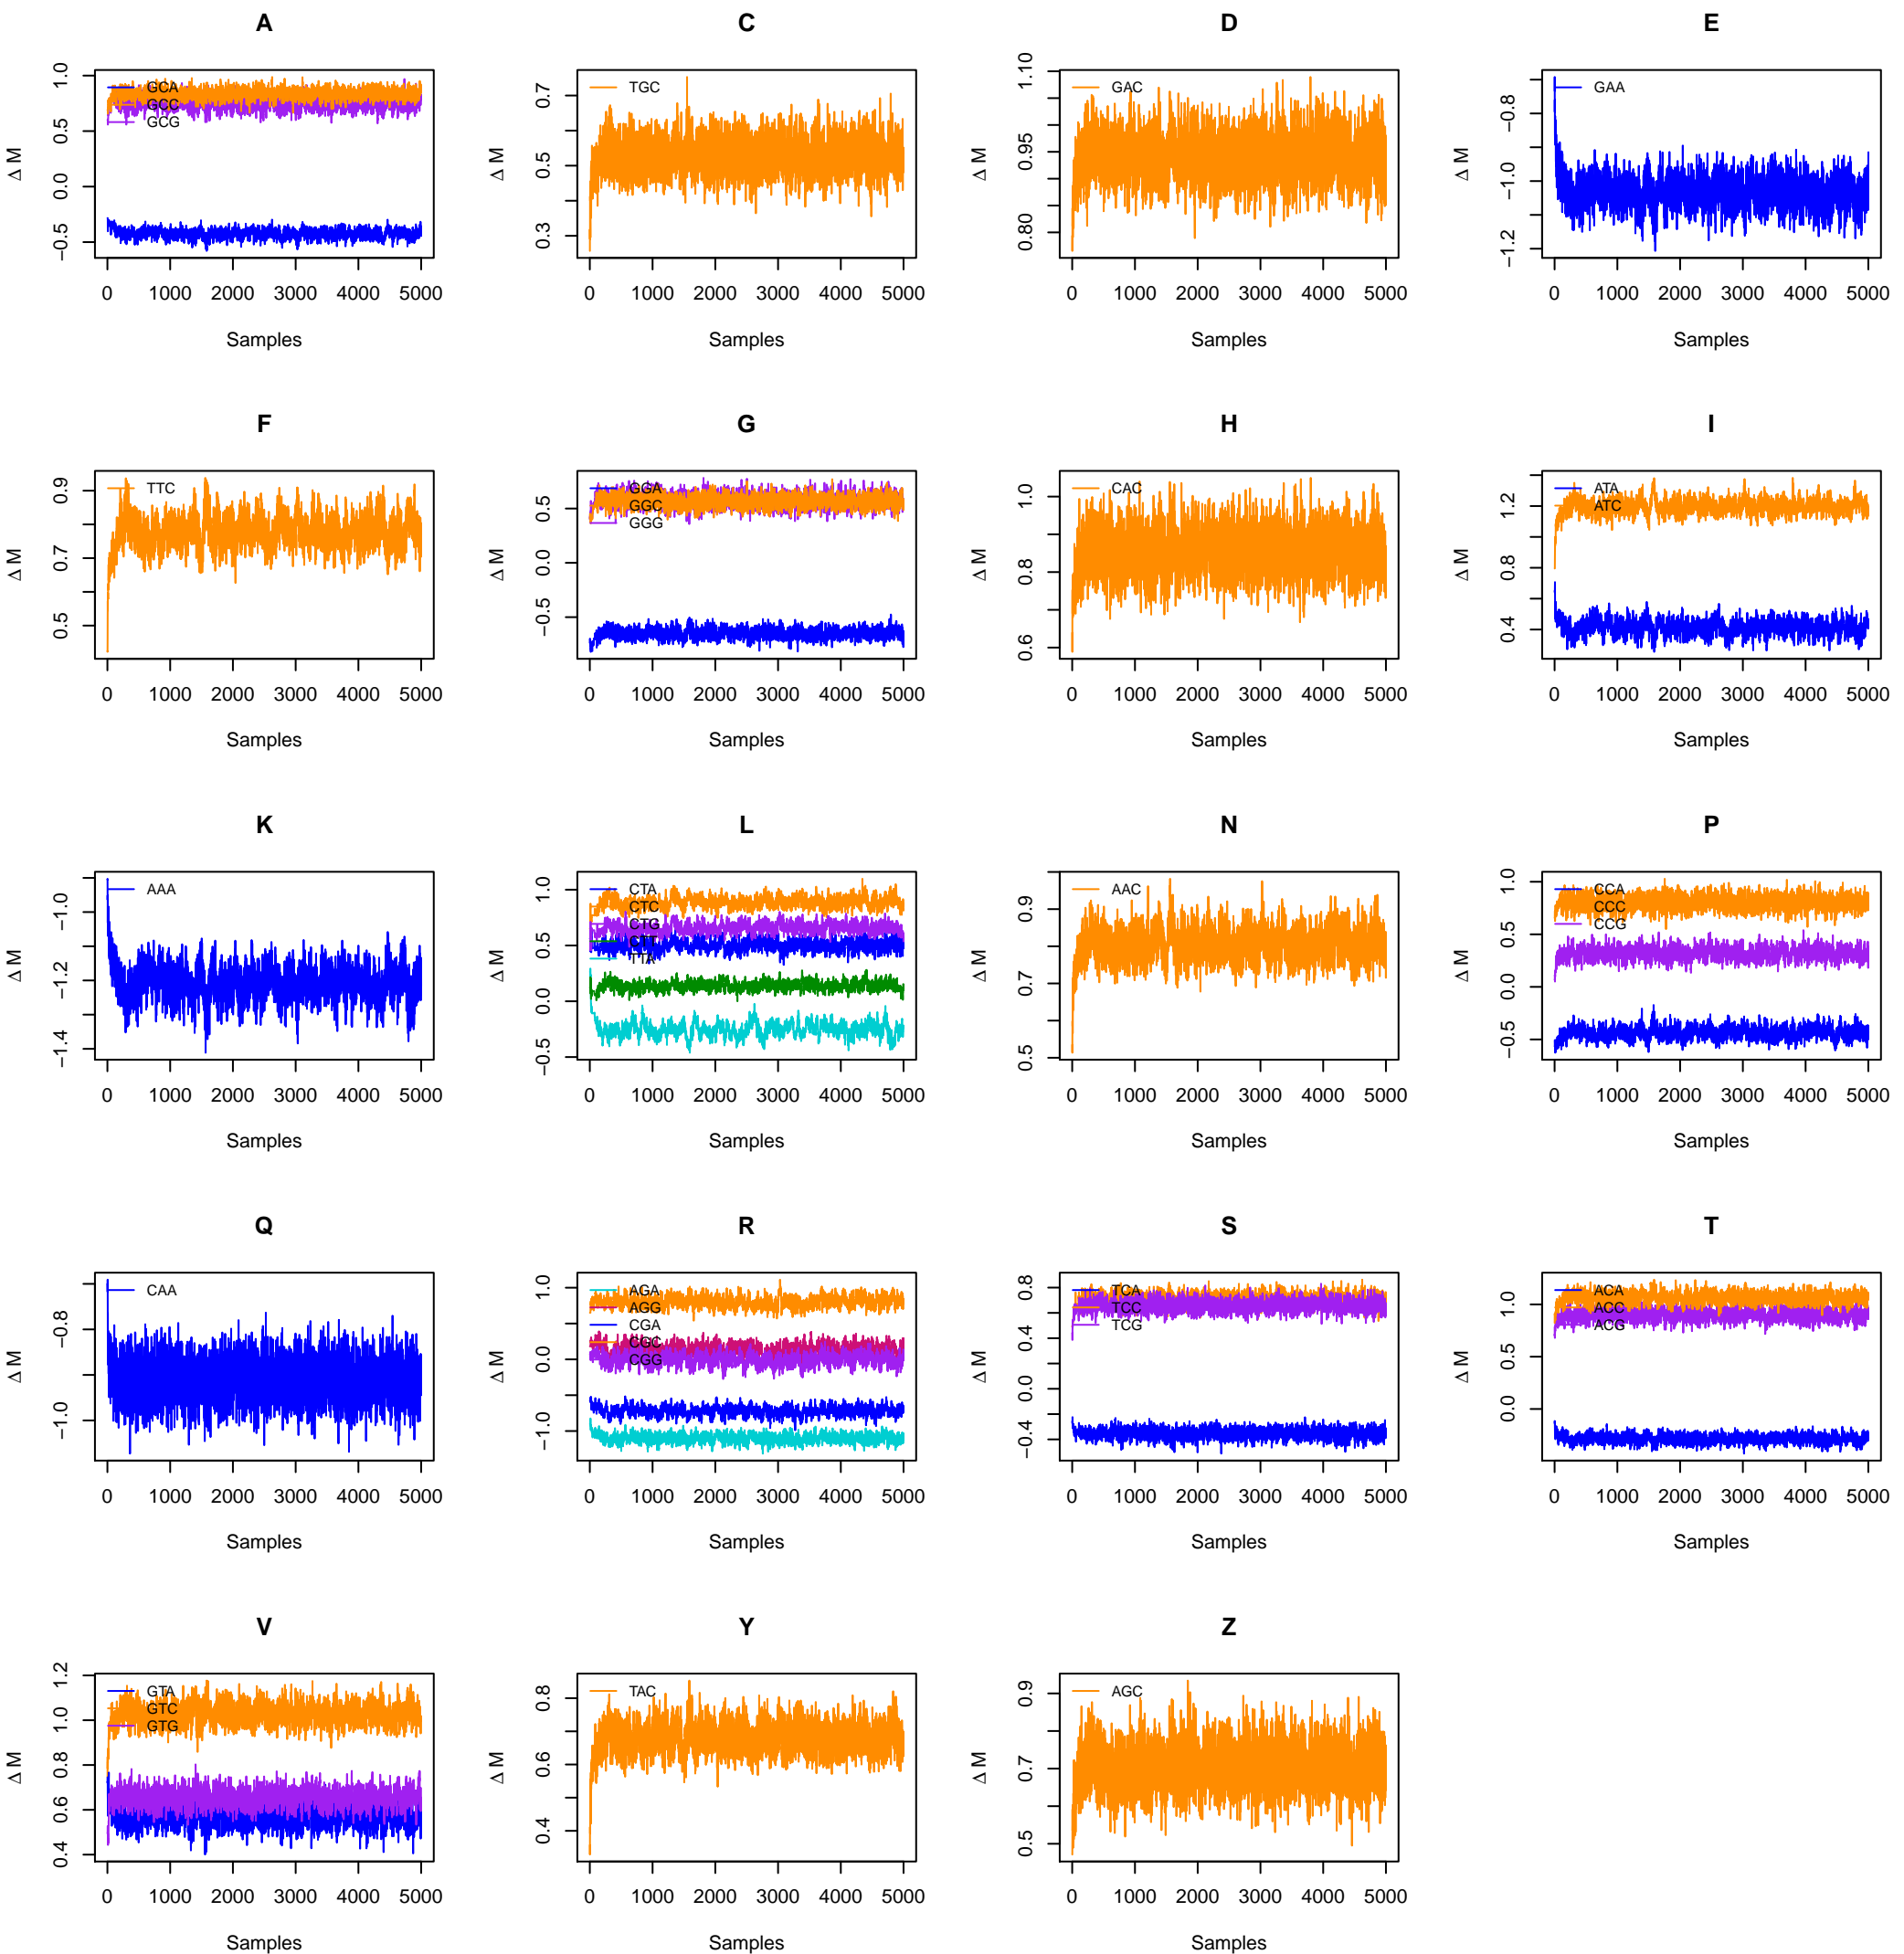 A
C
D
E
Δ M
1.0
0.5
0.0
−0.5
GCA
GCC
GCG
0 1000 2000 3000 4000 5000
Samples
Δ M
0.7
0.5
0.3
TGC
0 1000 2000 3000 4000 5000
Samples
Δ M
1.10
0.95
0.80
GAC
0 1000 2000 3000 4000 5000
Samples
Δ M
−0.8
−1.0
−1.2
GAA
0 1000 2000 3000 4000 5000
Samples
F
G
H
I
Δ M
0.9
0.7
0.5
TTC
0 1000 2000 3000 4000 5000
Samples
Δ M
0.5
0.0
−0.5
GGA
GGC
GGG
0 1000 2000 3000 4000 5000
Samples
Δ M
1.0
0.8
0.6
CAC
0 1000 2000 3000 4000 5000
Samples
Δ M
1.2
0.8
0.4
ATA
ATC
0 1000 2000 3000 4000 5000
Samples
K
L
N
P
Δ M
−1.0
−1.2
−1.4
AAA
0 1000 2000 3000 4000 5000
Samples
Δ M
1.0
0.5
0.0
−0.5
CTA
CTC
CTG
CTT
TTA
0 1000 2000 3000 4000 5000
Samples
Δ M
0.9
0.7
0.5
AAC
0 1000 2000 3000 4000 5000
Samples
Δ M
1.0
0.5
0.0
−0.5
CCA
CCC
CCG
0 1000 2000 3000 4000 5000
Samples
Q
R
S
T
Δ M
−0.8
−1.0
CAA
0 1000 2000 3000 4000 5000
Samples
Δ M
1.0
0.0
−1.0
AGA
AGG
CGA
CGC
CGG
0 1000 2000 3000 4000 5000
Samples
Δ M
0.8
0.4
0.0
−0.4
TCA
TCC
TCG
0 1000 2000 3000 4000 5000
Samples
Δ M
1.0
0.5
0.0
ACA
ACC
ACG
0 1000 2000 3000 4000 5000
Samples
V
Y
Z
Δ M
1.2
1.0
0.8
0.6
0.4
GTA
GTC
GTG
0 1000 2000 3000 4000 5000
Samples
Δ M
0.8
0.6
0.4
TAC
0 1000 2000 3000 4000 5000
Samples
Δ M
0.9
0.7
0.5
AGC
0 1000 2000 3000 4000 5000
Samples